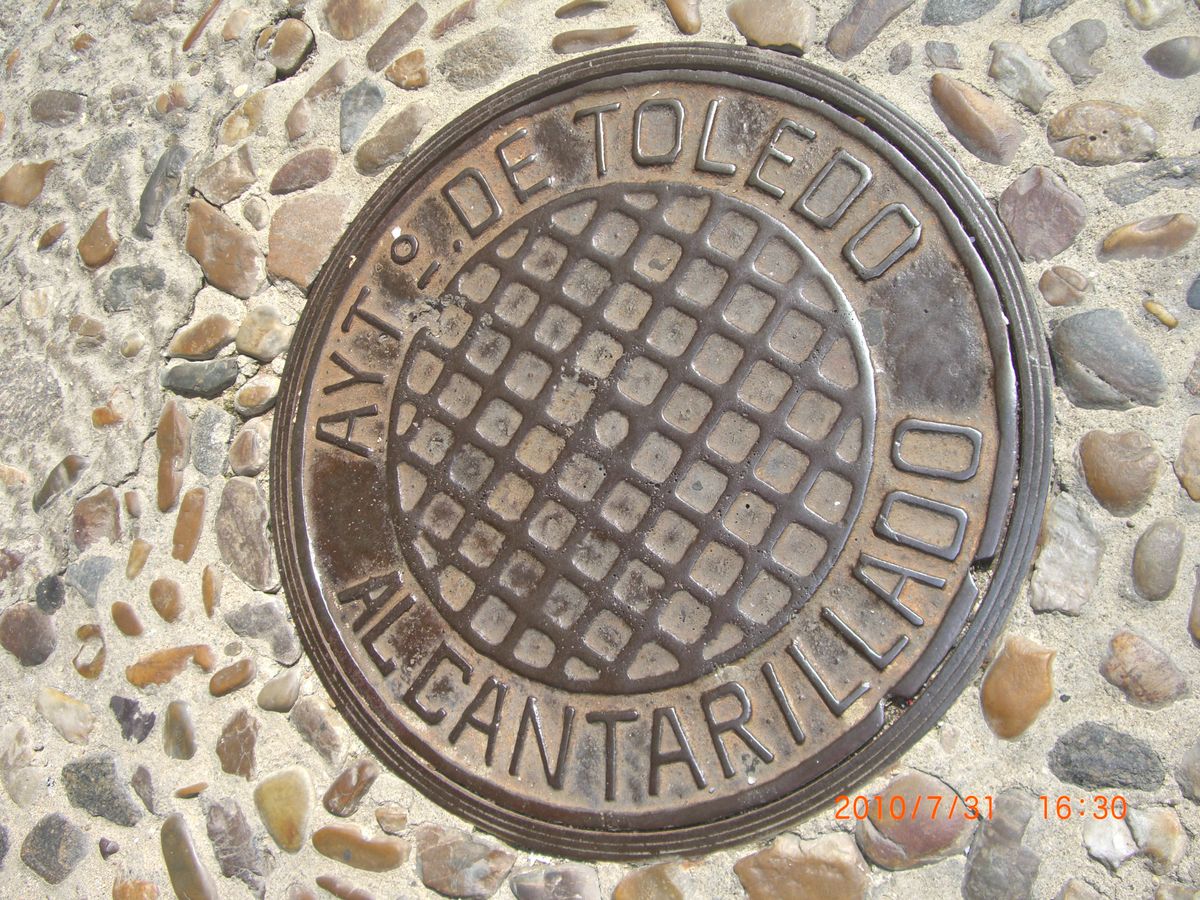 AYTº. DE TOLEDO
ALCANTARILLADO
2010/7/31 16:30